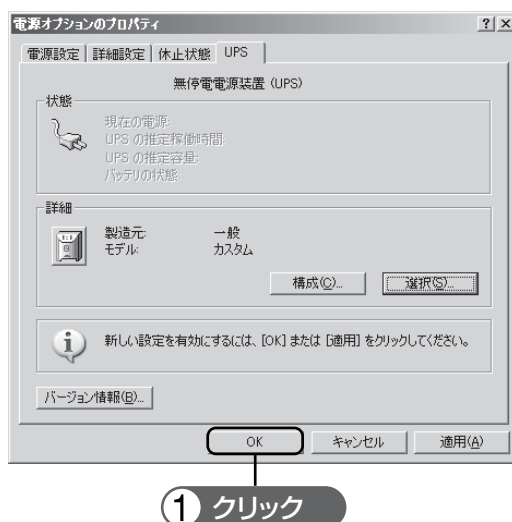 電源オプションのプロパティ
? ×
電源設定 詳細設定 休止状態 UPS
無停電電源装置 (UPS)
状態
現在の電源:
UPS の推定稼働時間:
UPS の推定容量:
バッテリの状態:
詳細
製造元: 一般
モデル: カスタム
構成(C)... 選択(S)...
新しい設定を有効にするには、[OK] または [適用] をクリックしてください。
バージョン情報(B)...
OK キャンセル 適用(A)
1 クリック